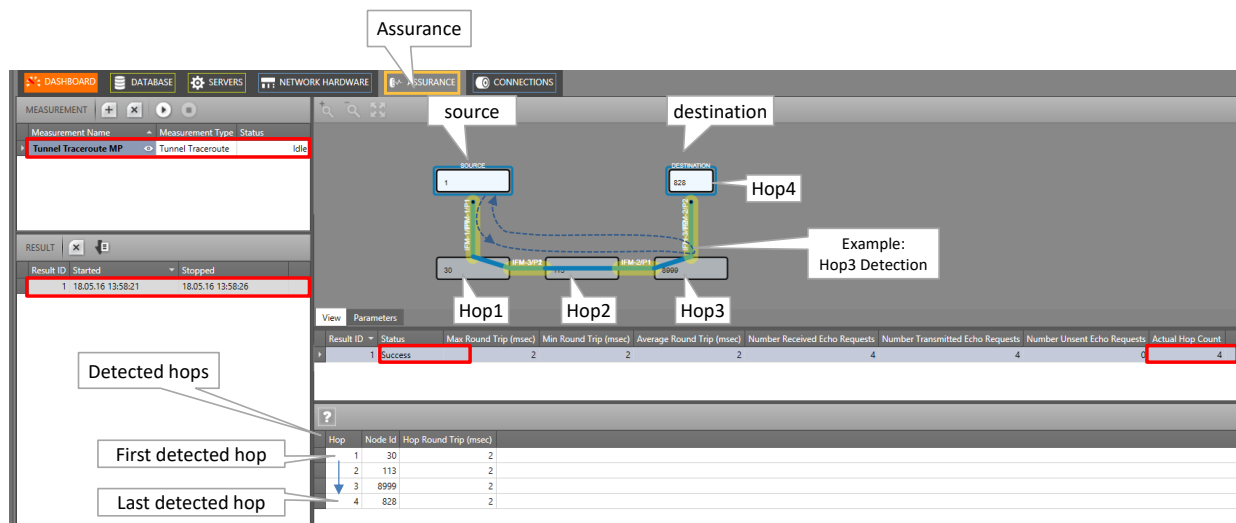 Assurance
DASHBOARD DATABASE SERVERS NETWORK HARDWARE ASSURANCE CONNECTIONS
MEASUREMENT
source
destination
Measurement Name Measurement Type Status
Tunnel Traceroute MP Tunnel Traceroute Idle
SOURCE
DESTINATION
1
828
Hop4
IFM-1/P1
IFM-3/P2
Example:
Hop3 Detection
RESULT
Result ID Started Stopped
1 18.05.16 13:58:21 18.05.16 13:58:26
30
IFM-3/P2
113
IFM-2/P1
8999
Hop1
Hop2
Hop3
View Parameters
Result ID Status Max Round Trip (msec) Min Round Trip (msec) Average Round Trip (msec) Number Received Echo Requests Number Transmitted Echo Requests Number Unsent Echo Requests Actual Hop Count
1 Success 2 2 2 4 4 0 4
Detected hops
?
Hop Node Id Hop Round Trip (msec)
First detected hop
1 30 2
2 113 2
3 8999 2
Last detected hop
4 828 2